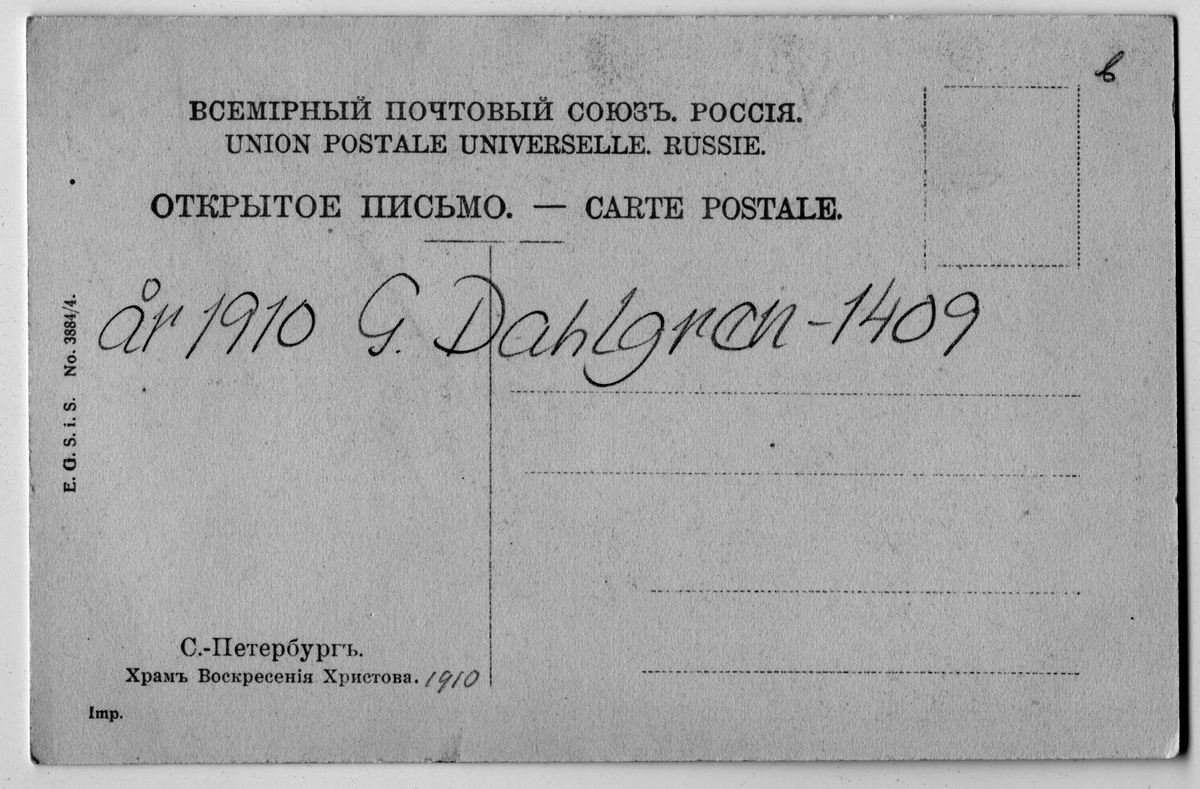 b
ВСЕМІРНЫЙ ПОЧТОВЫЙ СОЮЗЪ. РОССІЯ.
UNION POSTALE UNIVERSELLE. RUSSIE.
ОТКРЫТОЕ ПИСЬМО. — CARTE POSTALE.
år 1910 G. Dahlgren - 1409
E. G. S. i. S. No. 3884/4.
С.-Петербургъ.
Храмъ Воскресенія Христова. 1910
Imp.